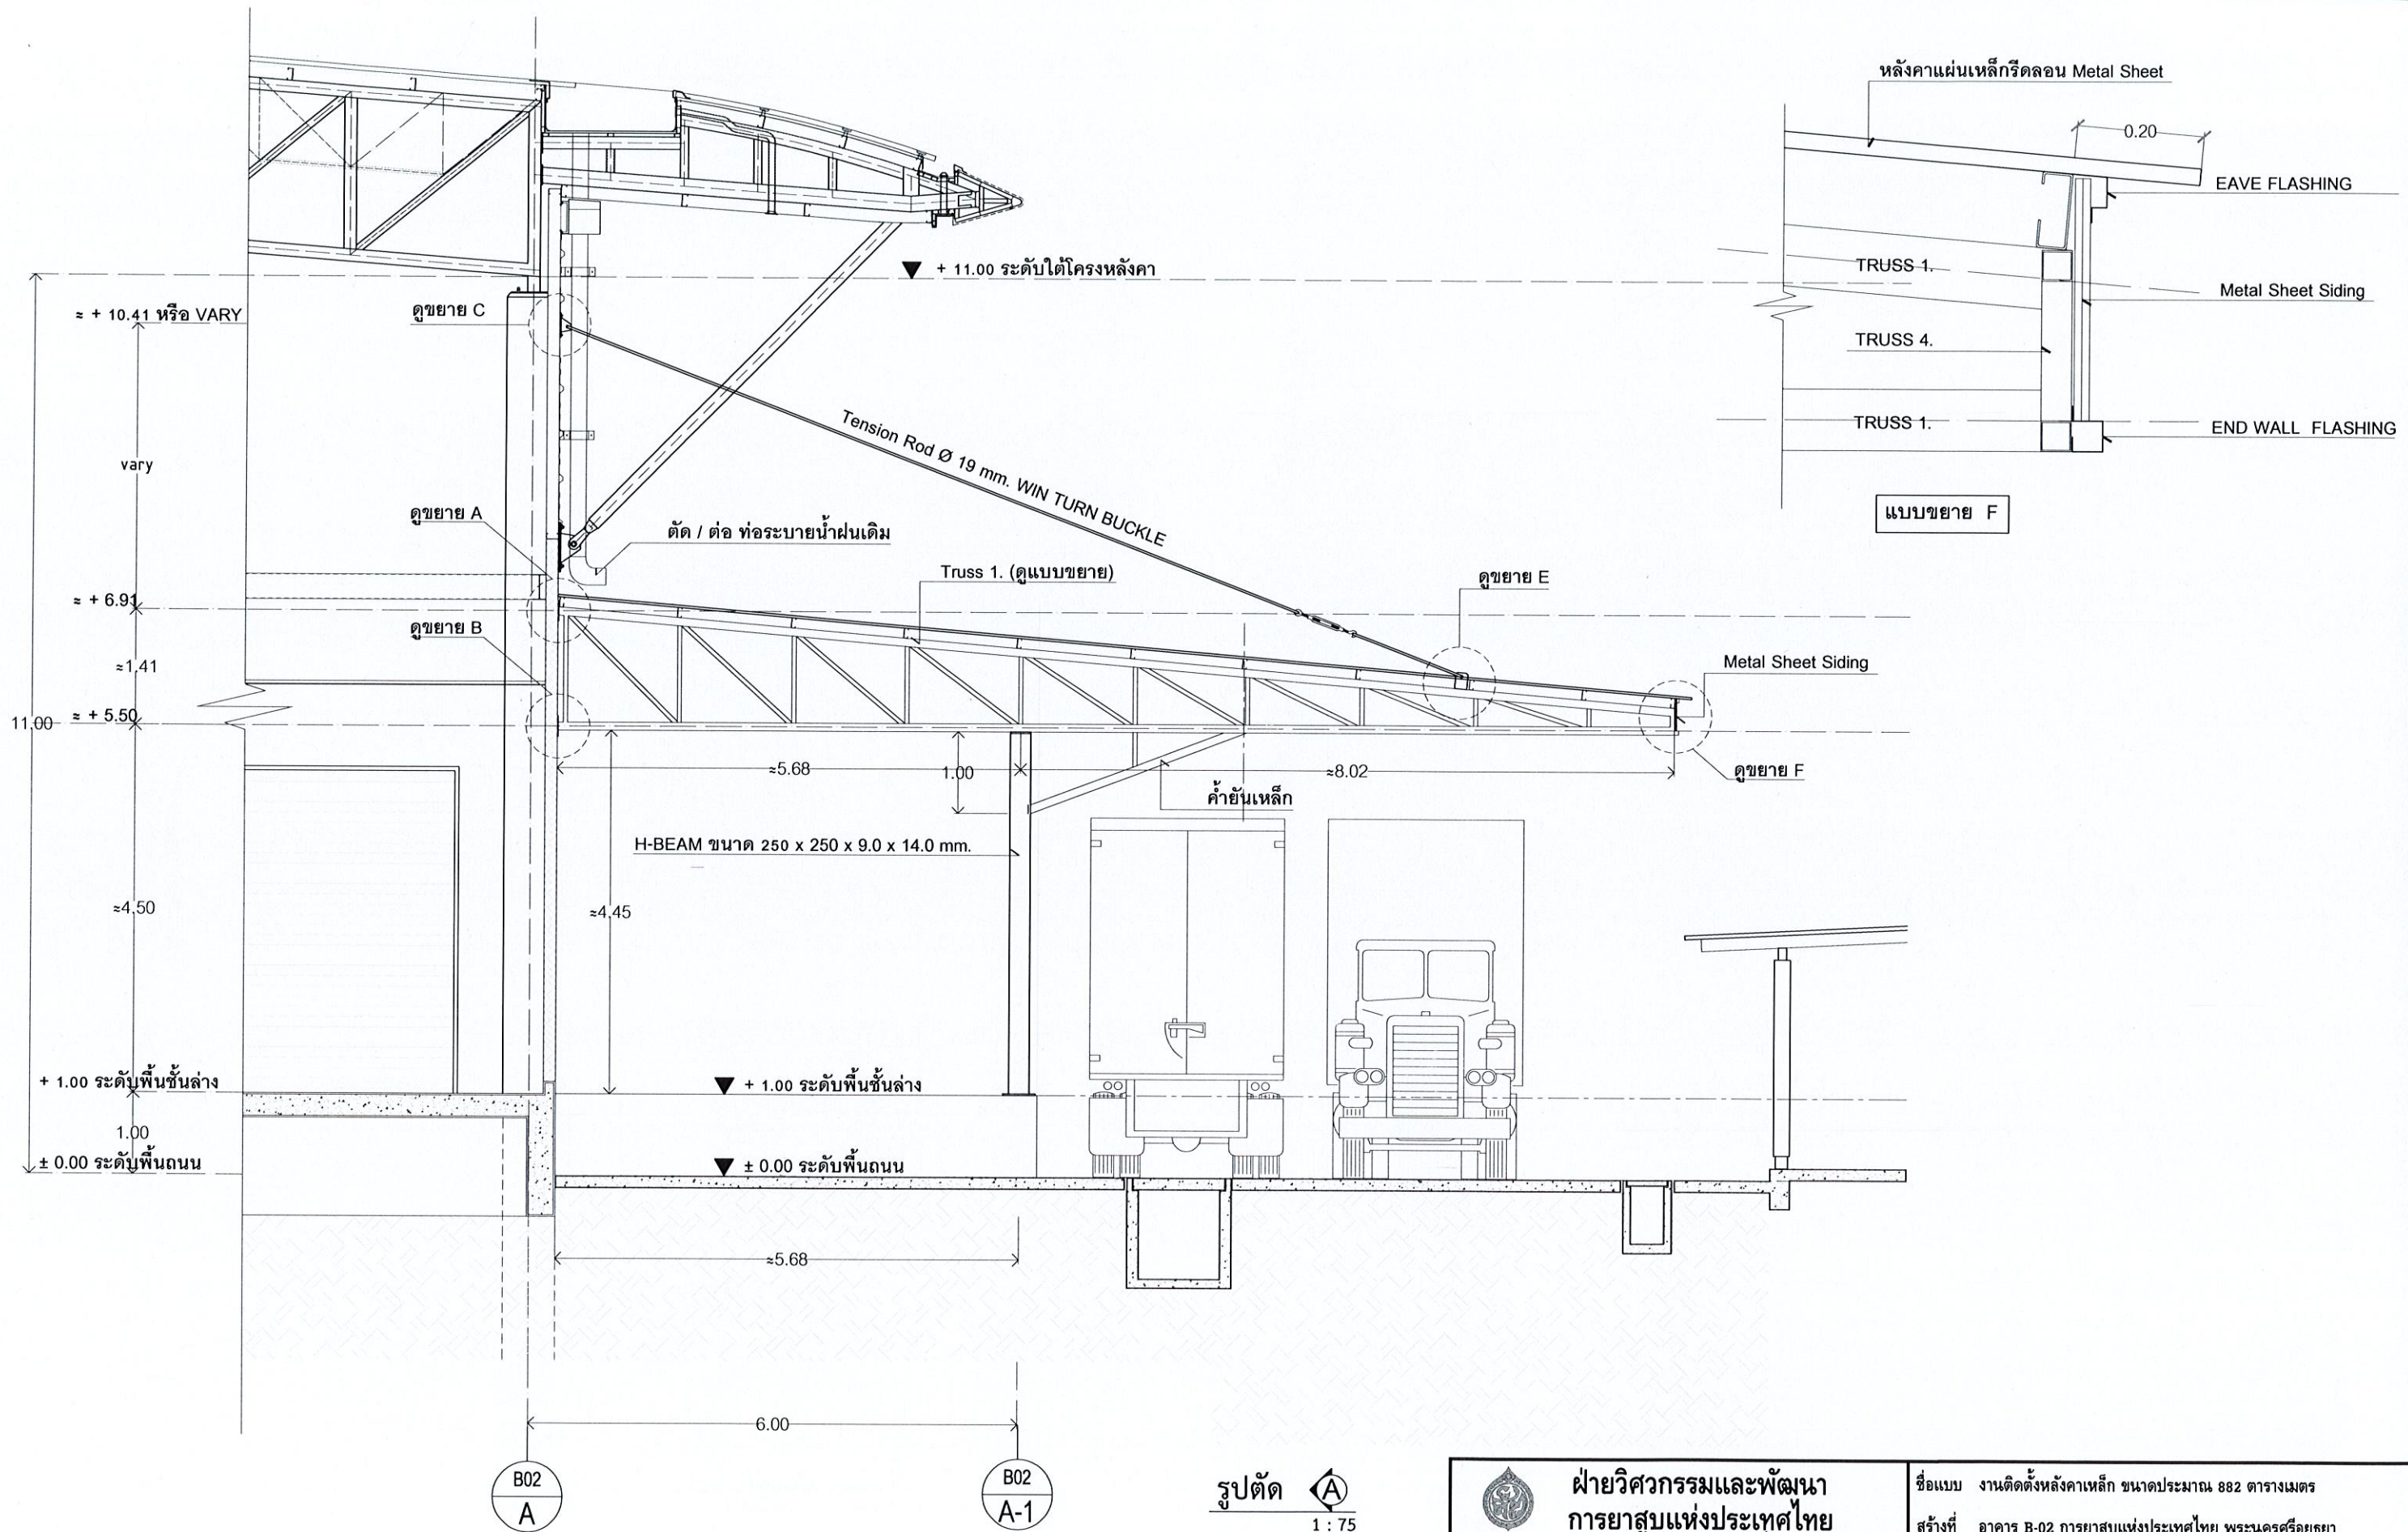 หลังคาแผ่นเหล็กรีดลอน Metal Sheet
0.20
EAVE FLASHING
TRUSS 1.
Metal Sheet Siding
TRUSS 4.
TRUSS 1.
END WALL FLASHING
แบบขยาย F
+ 11.00 ระดับใต้โครงหลังคา
≈ + 10.41 หรือ VARY
ดูขยาย C
Tension Rod Ø 19 mm. WIN TURN BUCKLE
vary
ดูขยาย A
ตัด / ต่อ ท่อระบายน้ำฝนเดิม
Truss 1. (ดูแบบขยาย)
ดูขยาย E
≈ + 6.91
ดูขยาย B
≈1.41
Metal Sheet Siding
11.00
≈ + 5.50
≈5.68
1.00
≈8.02
ดูขยาย F
ค้ำยันเหล็ก
H-BEAM ขนาด 250 x 250 x 9.0 x 14.0 mm.
≈4.50
≈4.45
+ 1.00 ระดับพื้นชั้นล่าง
+ 1.00 ระดับพื้นชั้นล่าง
1.00
± 0.00 ระดับพื้นถนน
± 0.00 ระดับพื้นถนน
≈5.68
6.00
B02
A
B02
A-1
รูปตัด A
1 : 75
ฝ่ายวิศวกรรมและพัฒนา
การยาสูบแห่งประเทศไทย
ชื่อแบบ งานติดตั้งหลังคาเหล็ก ขนาดประมาณ 882 ตารางเมตร
สร้างที่ อาคาร B-02 การยาสูบแห่งประเทศไทย พระนครศรีอยุธยา